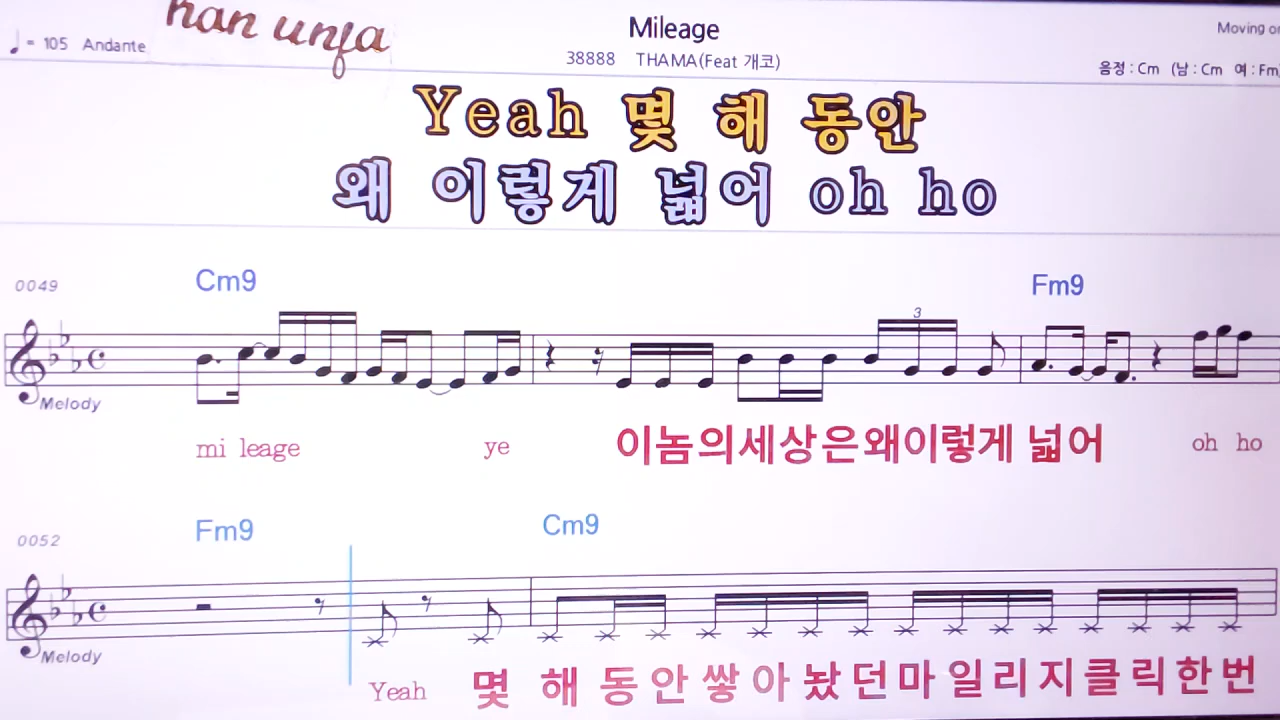 han unfa
Mileage
Moving on
♩= 105 Andante
38888 THAMA(Feat 개코)
음정 : Cm (남 : Cm 여 : Fm)
Yeah 몇 해 동안
왜 이렇게 넓어 oh ho
0049
Cm9 Fm9
3
Melody
mi leage ye 이놈의세상은왜이렇게 넓어 oh ho
0052
Fm9 Cm9
Melody
Yeah 몇 해 동안 쌓아 놨던마일리지클릭한번